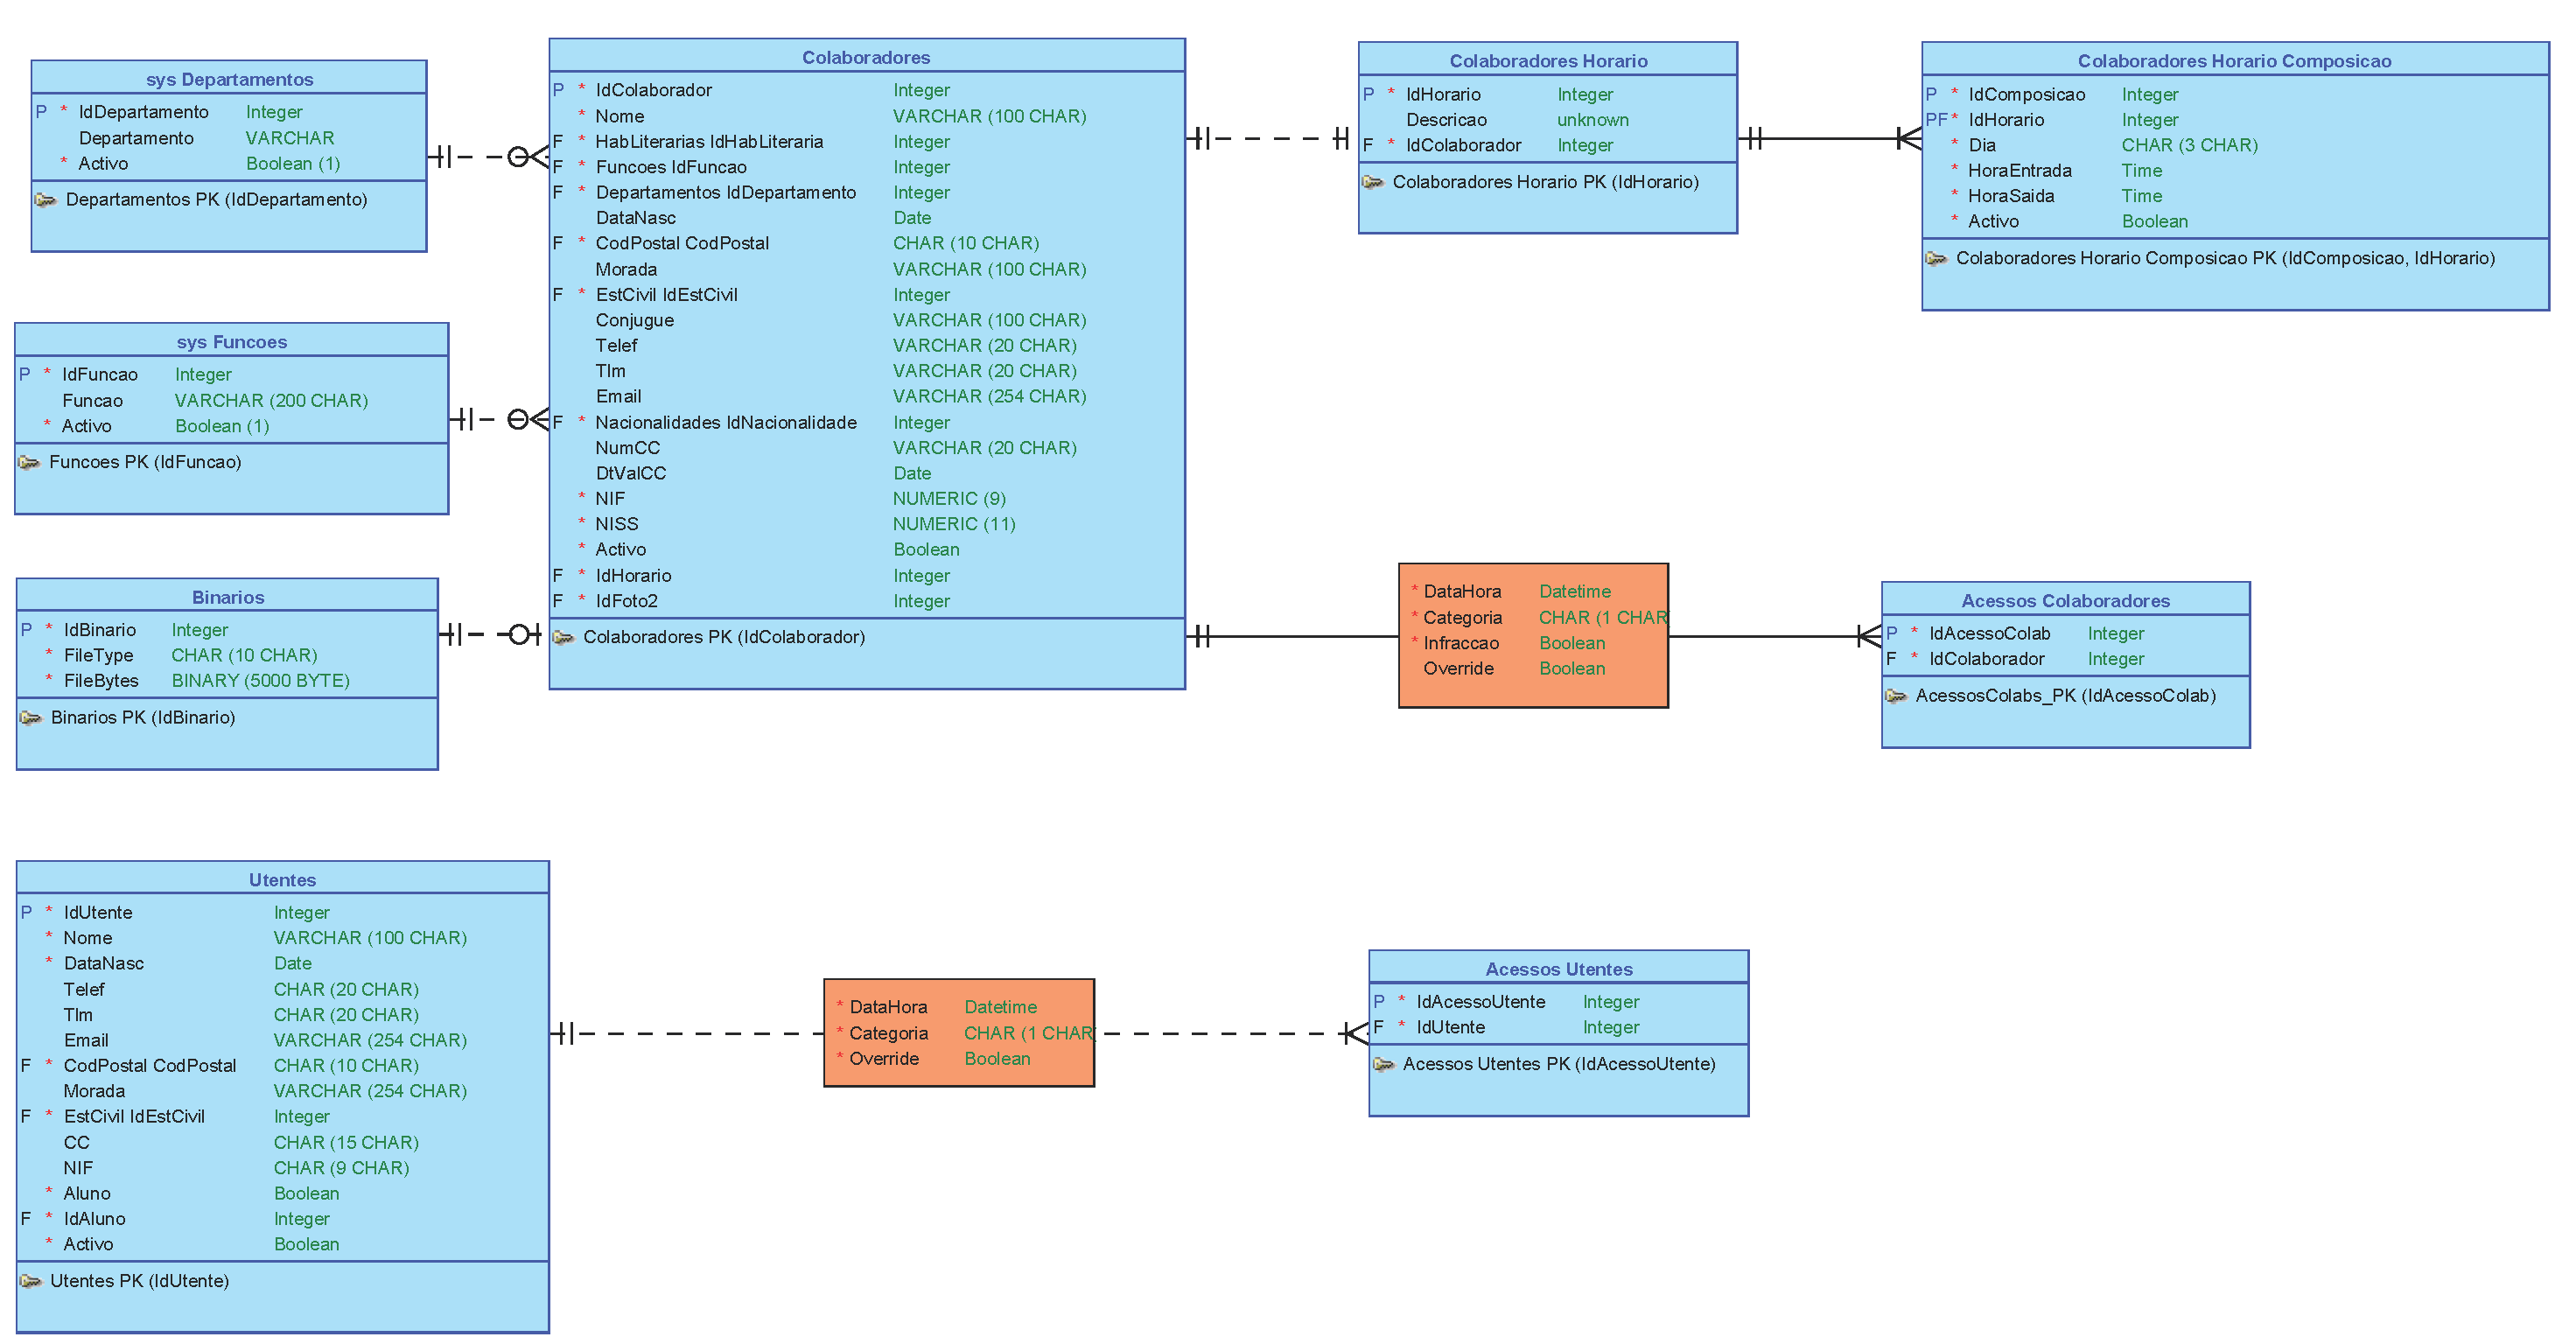 sys Departamentos
P * IdDepartamento Integer
Departamento VARCHAR
* Activo Boolean (1)
Departamentos PK (IdDepartamento)
sys Funcoes
P * IdFuncao Integer
Funcao VARCHAR (200 CHAR)
* Activo Boolean (1)
Funcoes PK (IdFuncao)
Binarios
P * IdBinario Integer
* FileType CHAR (10 CHAR)
* FileBytes BINARY (5000 BYTE)
Binarios PK (IdBinario)
Colaboradores
P * IdColaborador Integer
* Nome VARCHAR (100 CHAR)
F * HabLiterarias IdHabLiteraria Integer
F * Funcoes IdFuncao Integer
F * Departamentos IdDepartamento Integer
DataNasc Date
F * CodPostal CodPostal CHAR (10 CHAR)
Morada VARCHAR (100 CHAR)
F * EstCivil IdEstCivil Integer
Conjugue VARCHAR (100 CHAR)
Telef VARCHAR (20 CHAR)
Tlm VARCHAR (20 CHAR)
Email VARCHAR (254 CHAR)
F * Nacionalidades IdNacionalidade Integer
NumCC VARCHAR (20 CHAR)
DtValCC Date
* NIF NUMERIC (9)
* NISS NUMERIC (11)
* Activo Boolean
F * IdHorario Integer
F * IdFoto2 Integer
Colaboradores PK (IdColaborador)
Colaboradores Horario
P * IdHorario Integer
Descricao unknown
F * IdColaborador Integer
Colaboradores Horario PK (IdHorario)
Colaboradores Horario Composicao
P * IdComposicao Integer
PF * IdHorario Integer
* Dia CHAR (3 CHAR)
* HoraEntrada Time
* HoraSaida Time
* Activo Boolean
Colaboradores Horario Composicao PK (IdComposicao, IdHorario)
* DataHora Datetime
* Categoria CHAR (1 CHAR
* Infraccao Boolean
Override Boolean
Acessos Colaboradores
P * IdAcessoColab Integer
F * IdColaborador Integer
AcessosColabs_PK (IdAcessoColab)
Utentes
P * IdUtente Integer
* Nome VARCHAR (100 CHAR)
* DataNasc Date
Telef CHAR (20 CHAR)
Tlm CHAR (20 CHAR)
Email VARCHAR (254 CHAR)
F * CodPostal CodPostal CHAR (10 CHAR)
Morada VARCHAR (254 CHAR)
F * EstCivil IdEstCivil Integer
CC CHAR (15 CHAR)
NIF CHAR (9 CHAR)
* Aluno Boolean
F * IdAluno Integer
* Activo Boolean
Utentes PK (IdUtente)
* DataHora Datetime
* Categoria CHAR (1 CHAR
* Override Boolean
Acessos Utentes
P * IdAcessoUtente Integer
F * IdUtente Integer
Acessos Utentes PK (IdAcessoUtente)